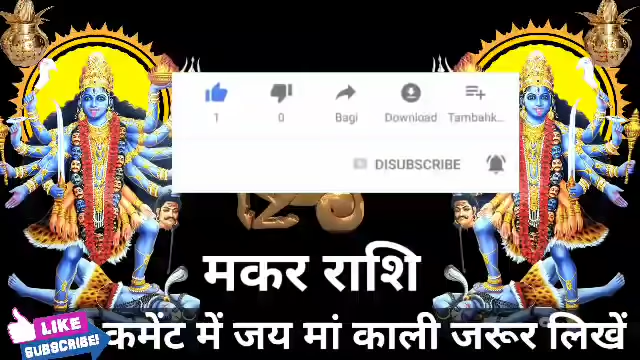 1 0 Bagi Download Tambahk...
DISUBSCRIBE
मकर राशि
LIKE
SUBSCRIBE!
कमेंट में जय मां काली जरूर लिखें